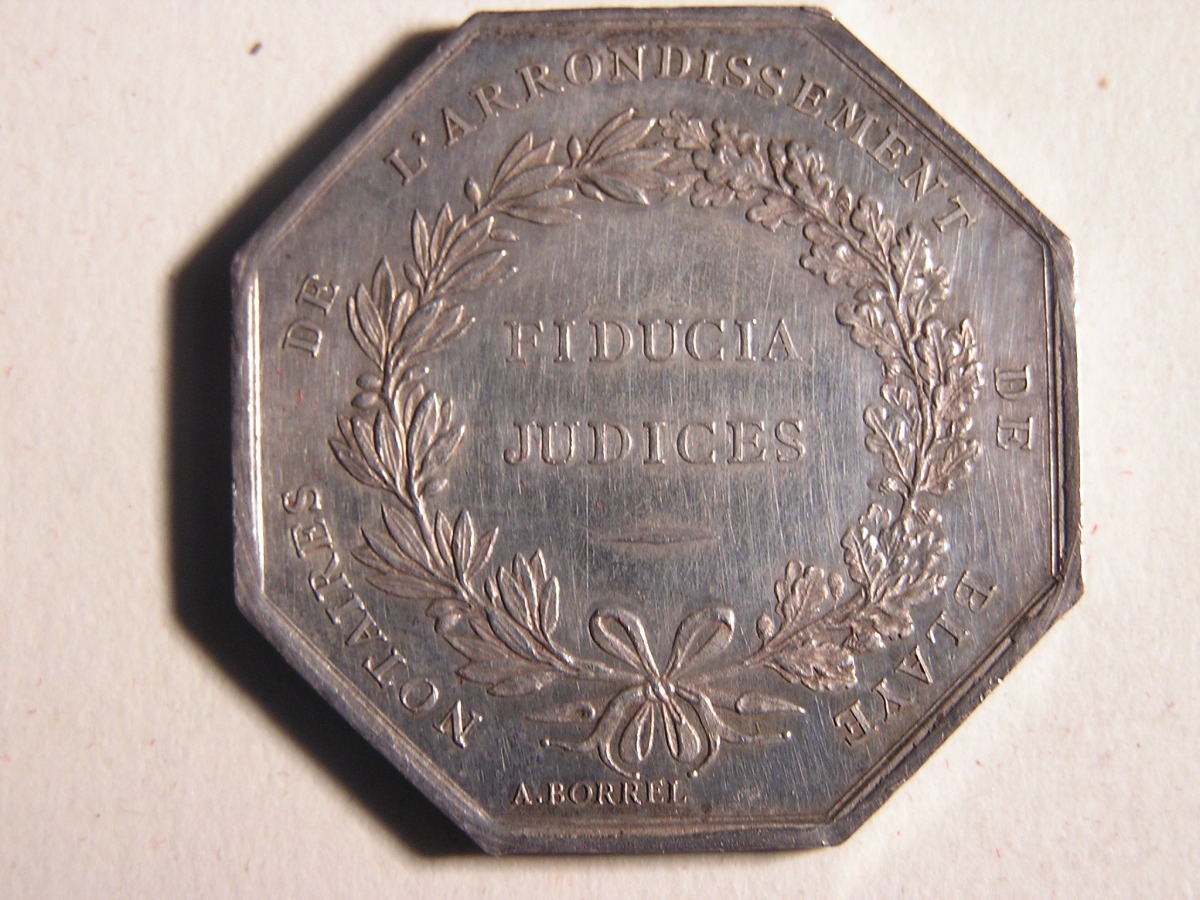 NOTAIRES DE L'ARRONDISSEMENT DE BLAYE
FIDUCIA
JUDICES
A.BORREL